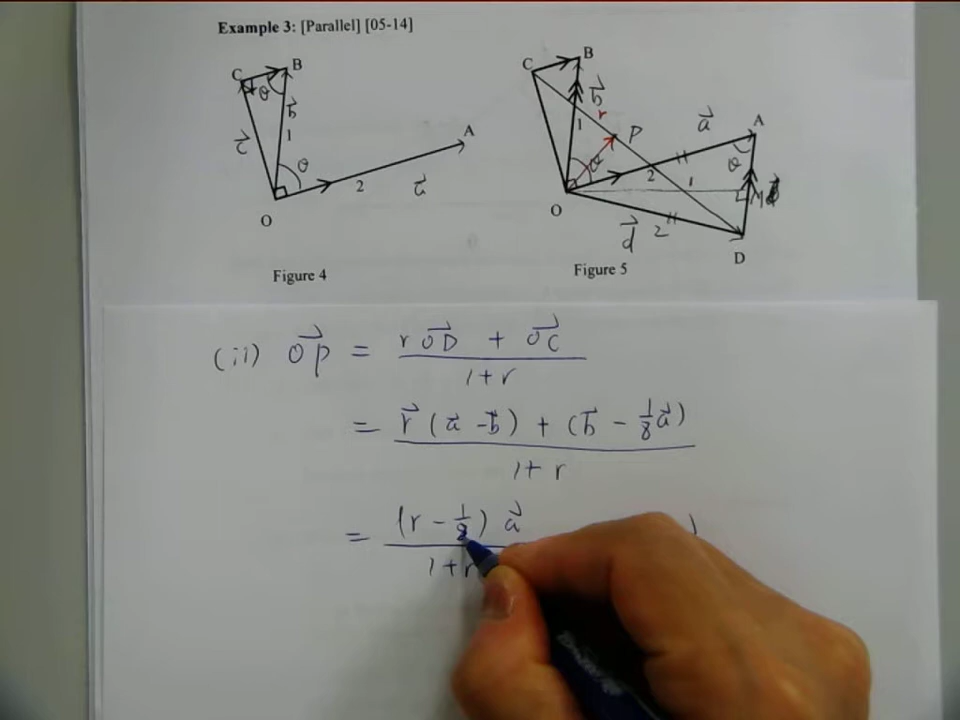 Example 3: [Parallel] [05-14]
C B θ b⃗ 1 c⃗ θ A 2 a⃗ O
C B b⃗ 1 r P a⃗ A θ θ 2 1 O d⃗ 2 D
Figure 4 Figure 5
(ii) OP⃗ = (r OD⃗ + OC⃗) / (1+r)
= (r⃗ (a⃗ - b⃗) + (b⃗ - 1/8 a⃗)) / (1+r)
= (r - 1/8) a⃗ / (1+r